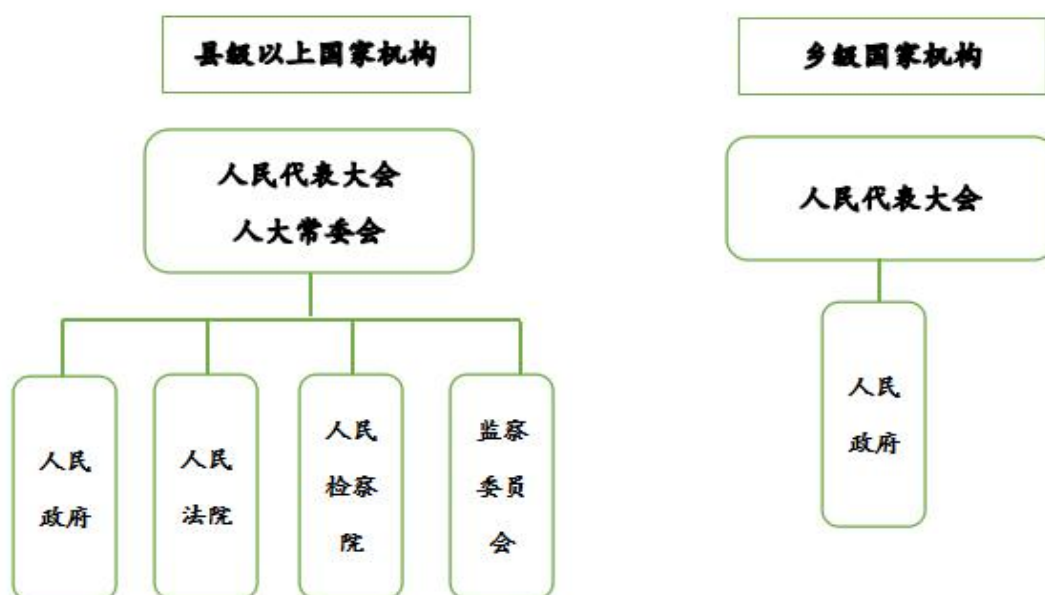 县级以上国家机构
乡级国家机构
人民代表大会
人大常委会
人民代表大会
人民
政府
人民
法院
人民
检察
院
监察
委员
会
人民
政府